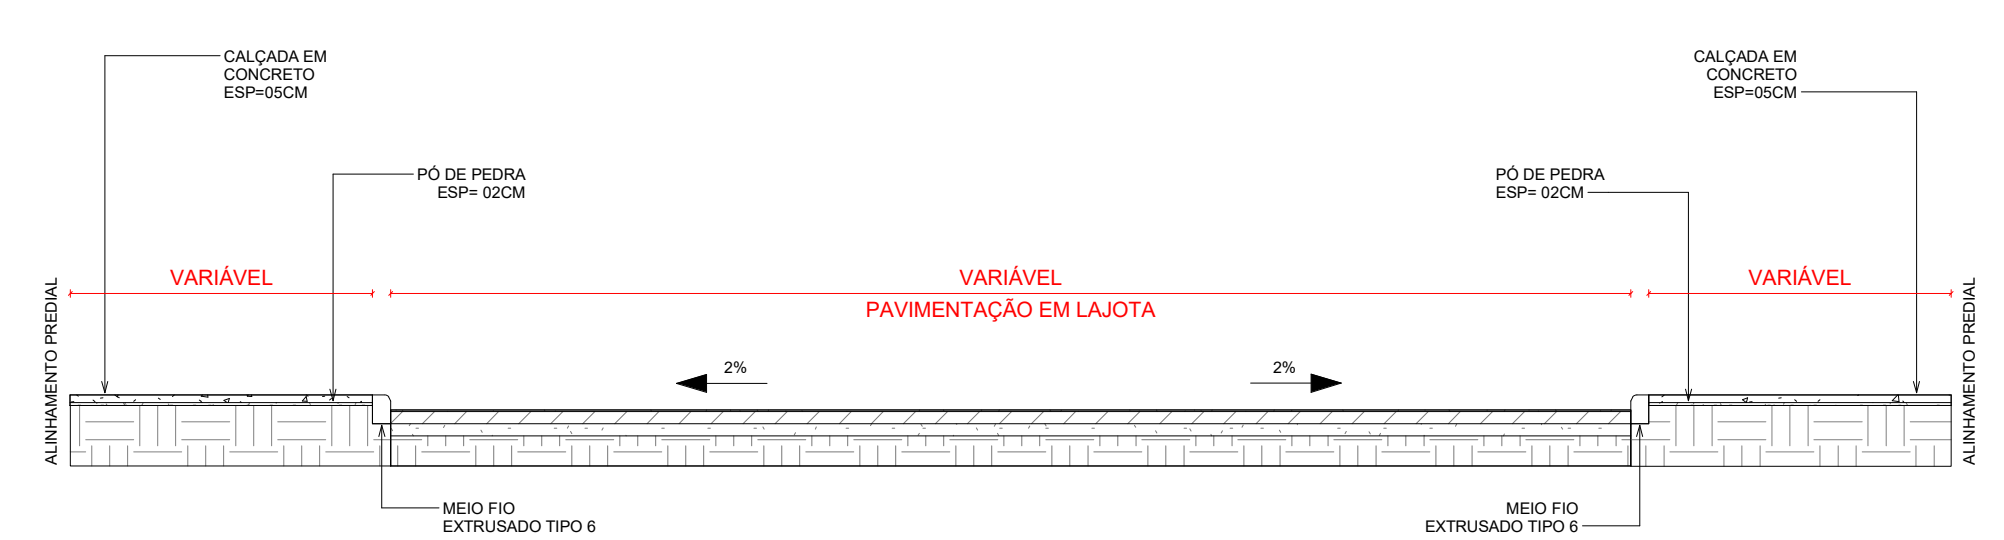 CALÇADA EM
CONCRETO
ESP=05CM
CALÇADA EM
CONCRETO
ESP=05CM
PÓ DE PEDRA
ESP= 02CM
PÓ DE PEDRA
ESP= 02CM
ALINHAMENTO PREDIAL
VARIÁVEL
VARIÁVEL
VARIÁVEL
PAVIMENTAÇÃO EM LAJOTA
ALINHAMENTO PREDIAL
2%
2%
MEIO FIO
EXTRUSADO TIPO 6
MEIO FIO
EXTRUSADO TIPO 6